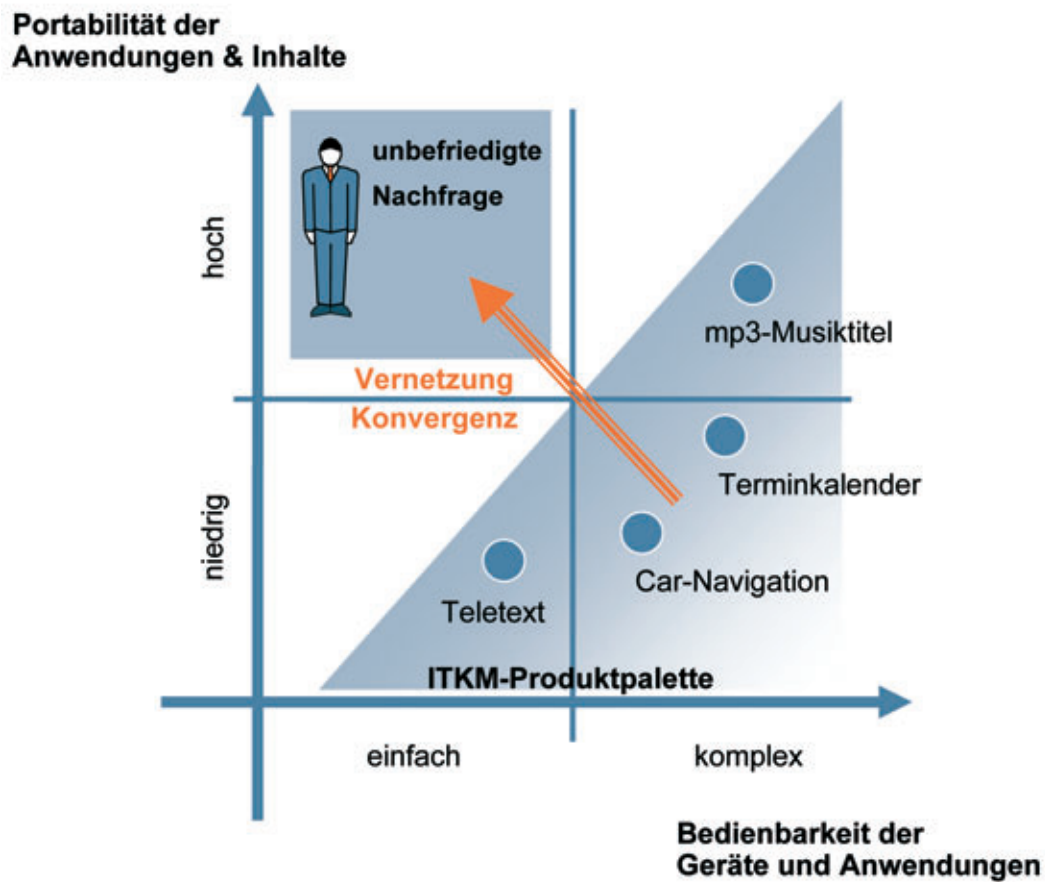 Portabilität der
Anwendungen & Inhalte
unbefriedigte
Nachfrage
hoch
mp3-Musiktitel
Vernetzung
Konvergenz
Terminkalender
niedrig
Car-Navigation
Teletext
ITKM-Produktpalette
einfach
komplex
Bedienbarkeit der
Geräte und Anwendungen